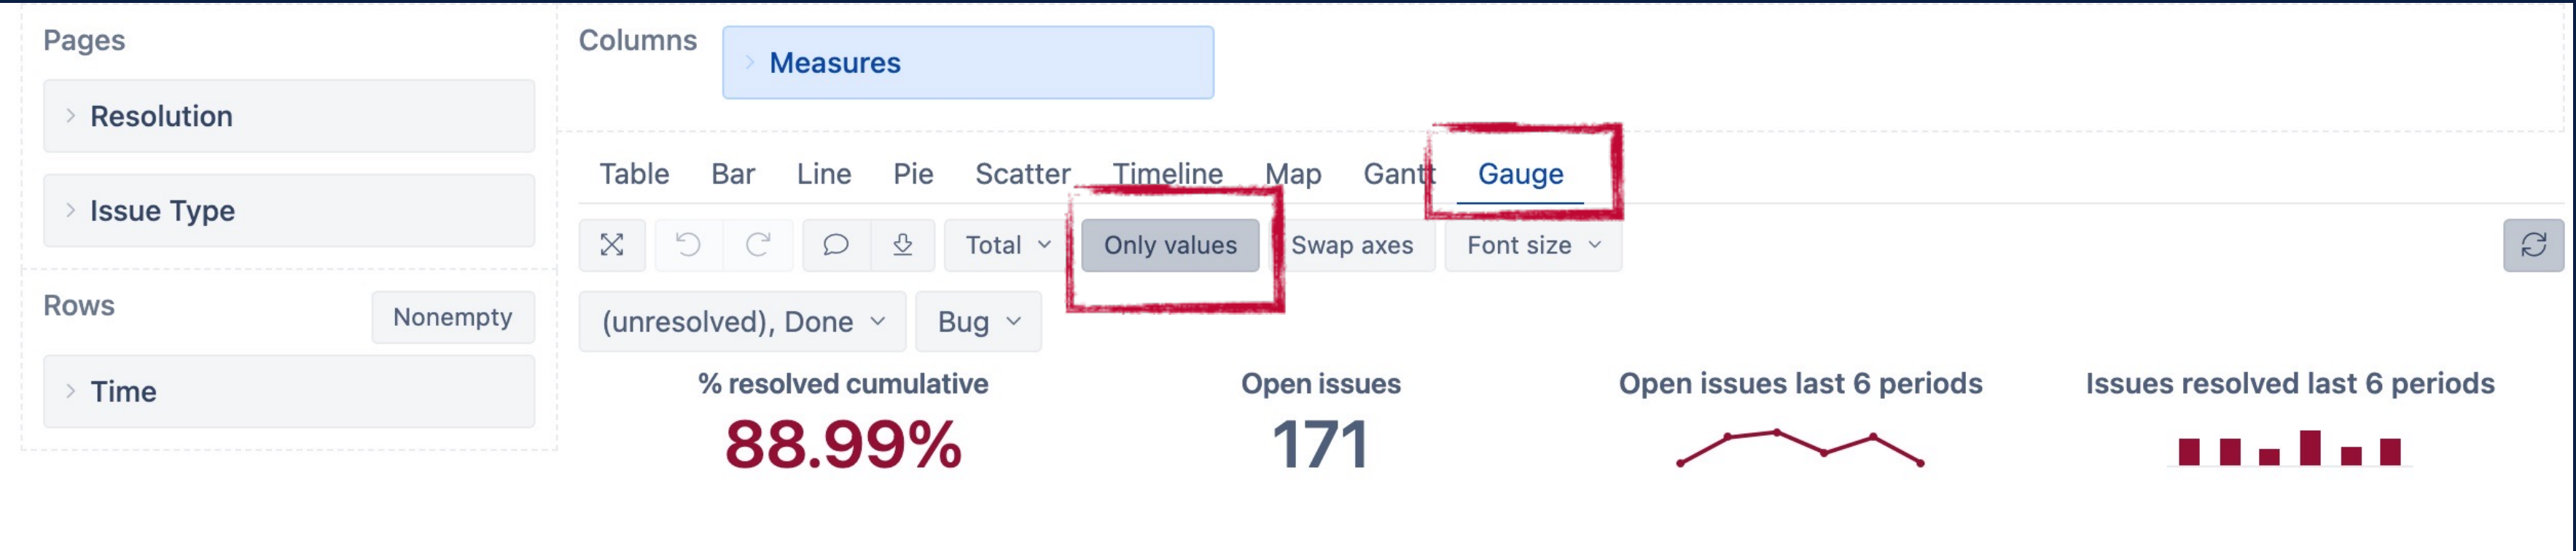 Pages
Resolution
Issue Type
Rows
Nonempty
Time
Columns
Measures
Table Bar Line Pie Scatter Timeline Map Gantt Gauge
Total Only values Swap axes Font size
(unresolved), Done Bug
% resolved cumulative
88.99%
Open issues
171
Open issues last 6 periods
Issues resolved last 6 periods